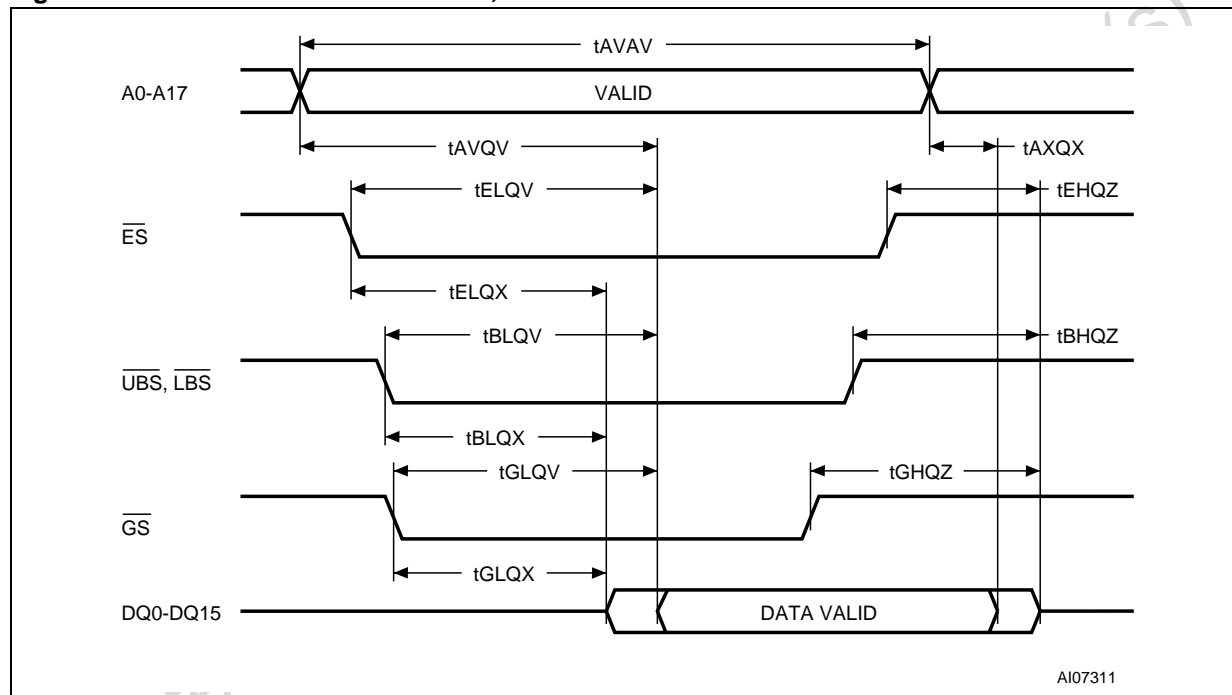 tAVAV
A0-A17
VALID
tAVQV
tAXQX
tELQV
tEHQZ
ES
tELQX
tBLQV
tBHQZ
UBS, LBS
tBLQX
tGLQV
tGHQZ
GS
tGLQX
DQ0-DQ15
DATA VALID
AI07311